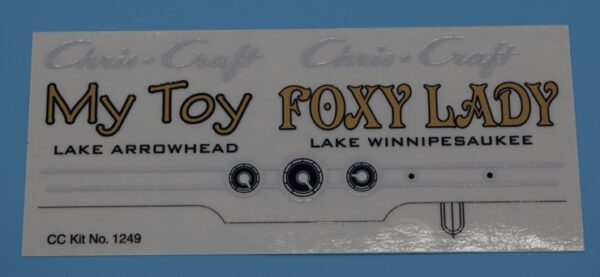 Chris-Craft Chris-Craft
My Toy FOXY LADY
LAKE ARROWHEAD LAKE WINNIPESAUKEE
CC Kit No. 1249